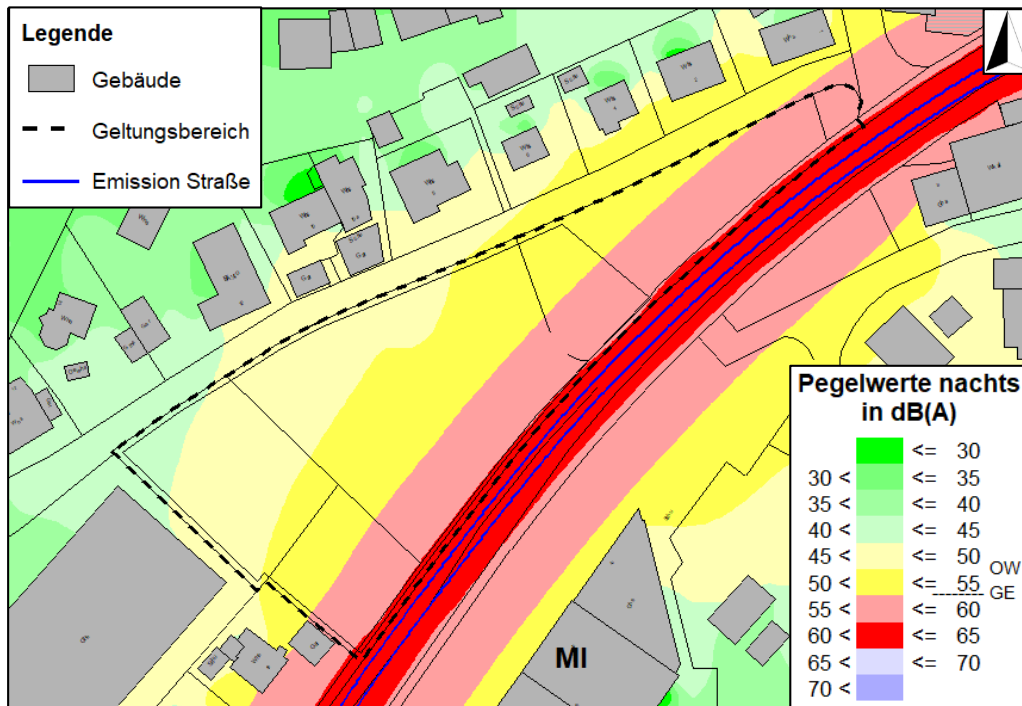 Legende
Gebäude
Geltungsbereich
Emission Straße
MI
Pegelwerte nachts
in dB(A)
<= 30
30 < <= 35
35 < <= 40
40 < <= 45
45 < <= 50
OW
50 < <= 55
GE
55 < <= 60
60 < <= 65
65 < <= 70
70 <